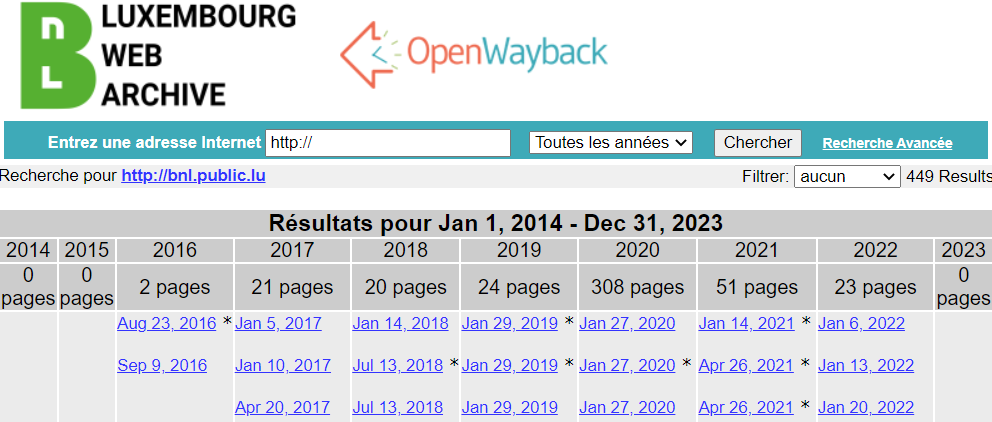 LUXEMBOURG
WEB
ARCHIVE
BNL
OpenWayback
Entrez une adresse Internet http:// Toutes les années Chercher Recherche Avancée
Recherche pour http://bnl.public.lu Filtrer: aucun 449 Results
Résultats pour Jan 1, 2014 - Dec 31, 2023
2014 2015 2016 2017 2018 2019 2020 2021 2022 2023
0 pages 0 pages 2 pages 21 pages 20 pages 24 pages 308 pages 51 pages 23 pages 0 pages
Aug 23, 2016 * Jan 5, 2017 Jan 14, 2018 Jan 29, 2019 * Jan 27, 2020 Jan 14, 2021 * Jan 6, 2022
Sep 9, 2016 Jan 10, 2017 Jul 13, 2018 * Jan 29, 2019 * Jan 27, 2020 * Apr 26, 2021 * Jan 13, 2022
Apr 20, 2017 Jul 13, 2018 Jan 29, 2019 Jan 27, 2020 Apr 26, 2021 * Jan 20, 2022